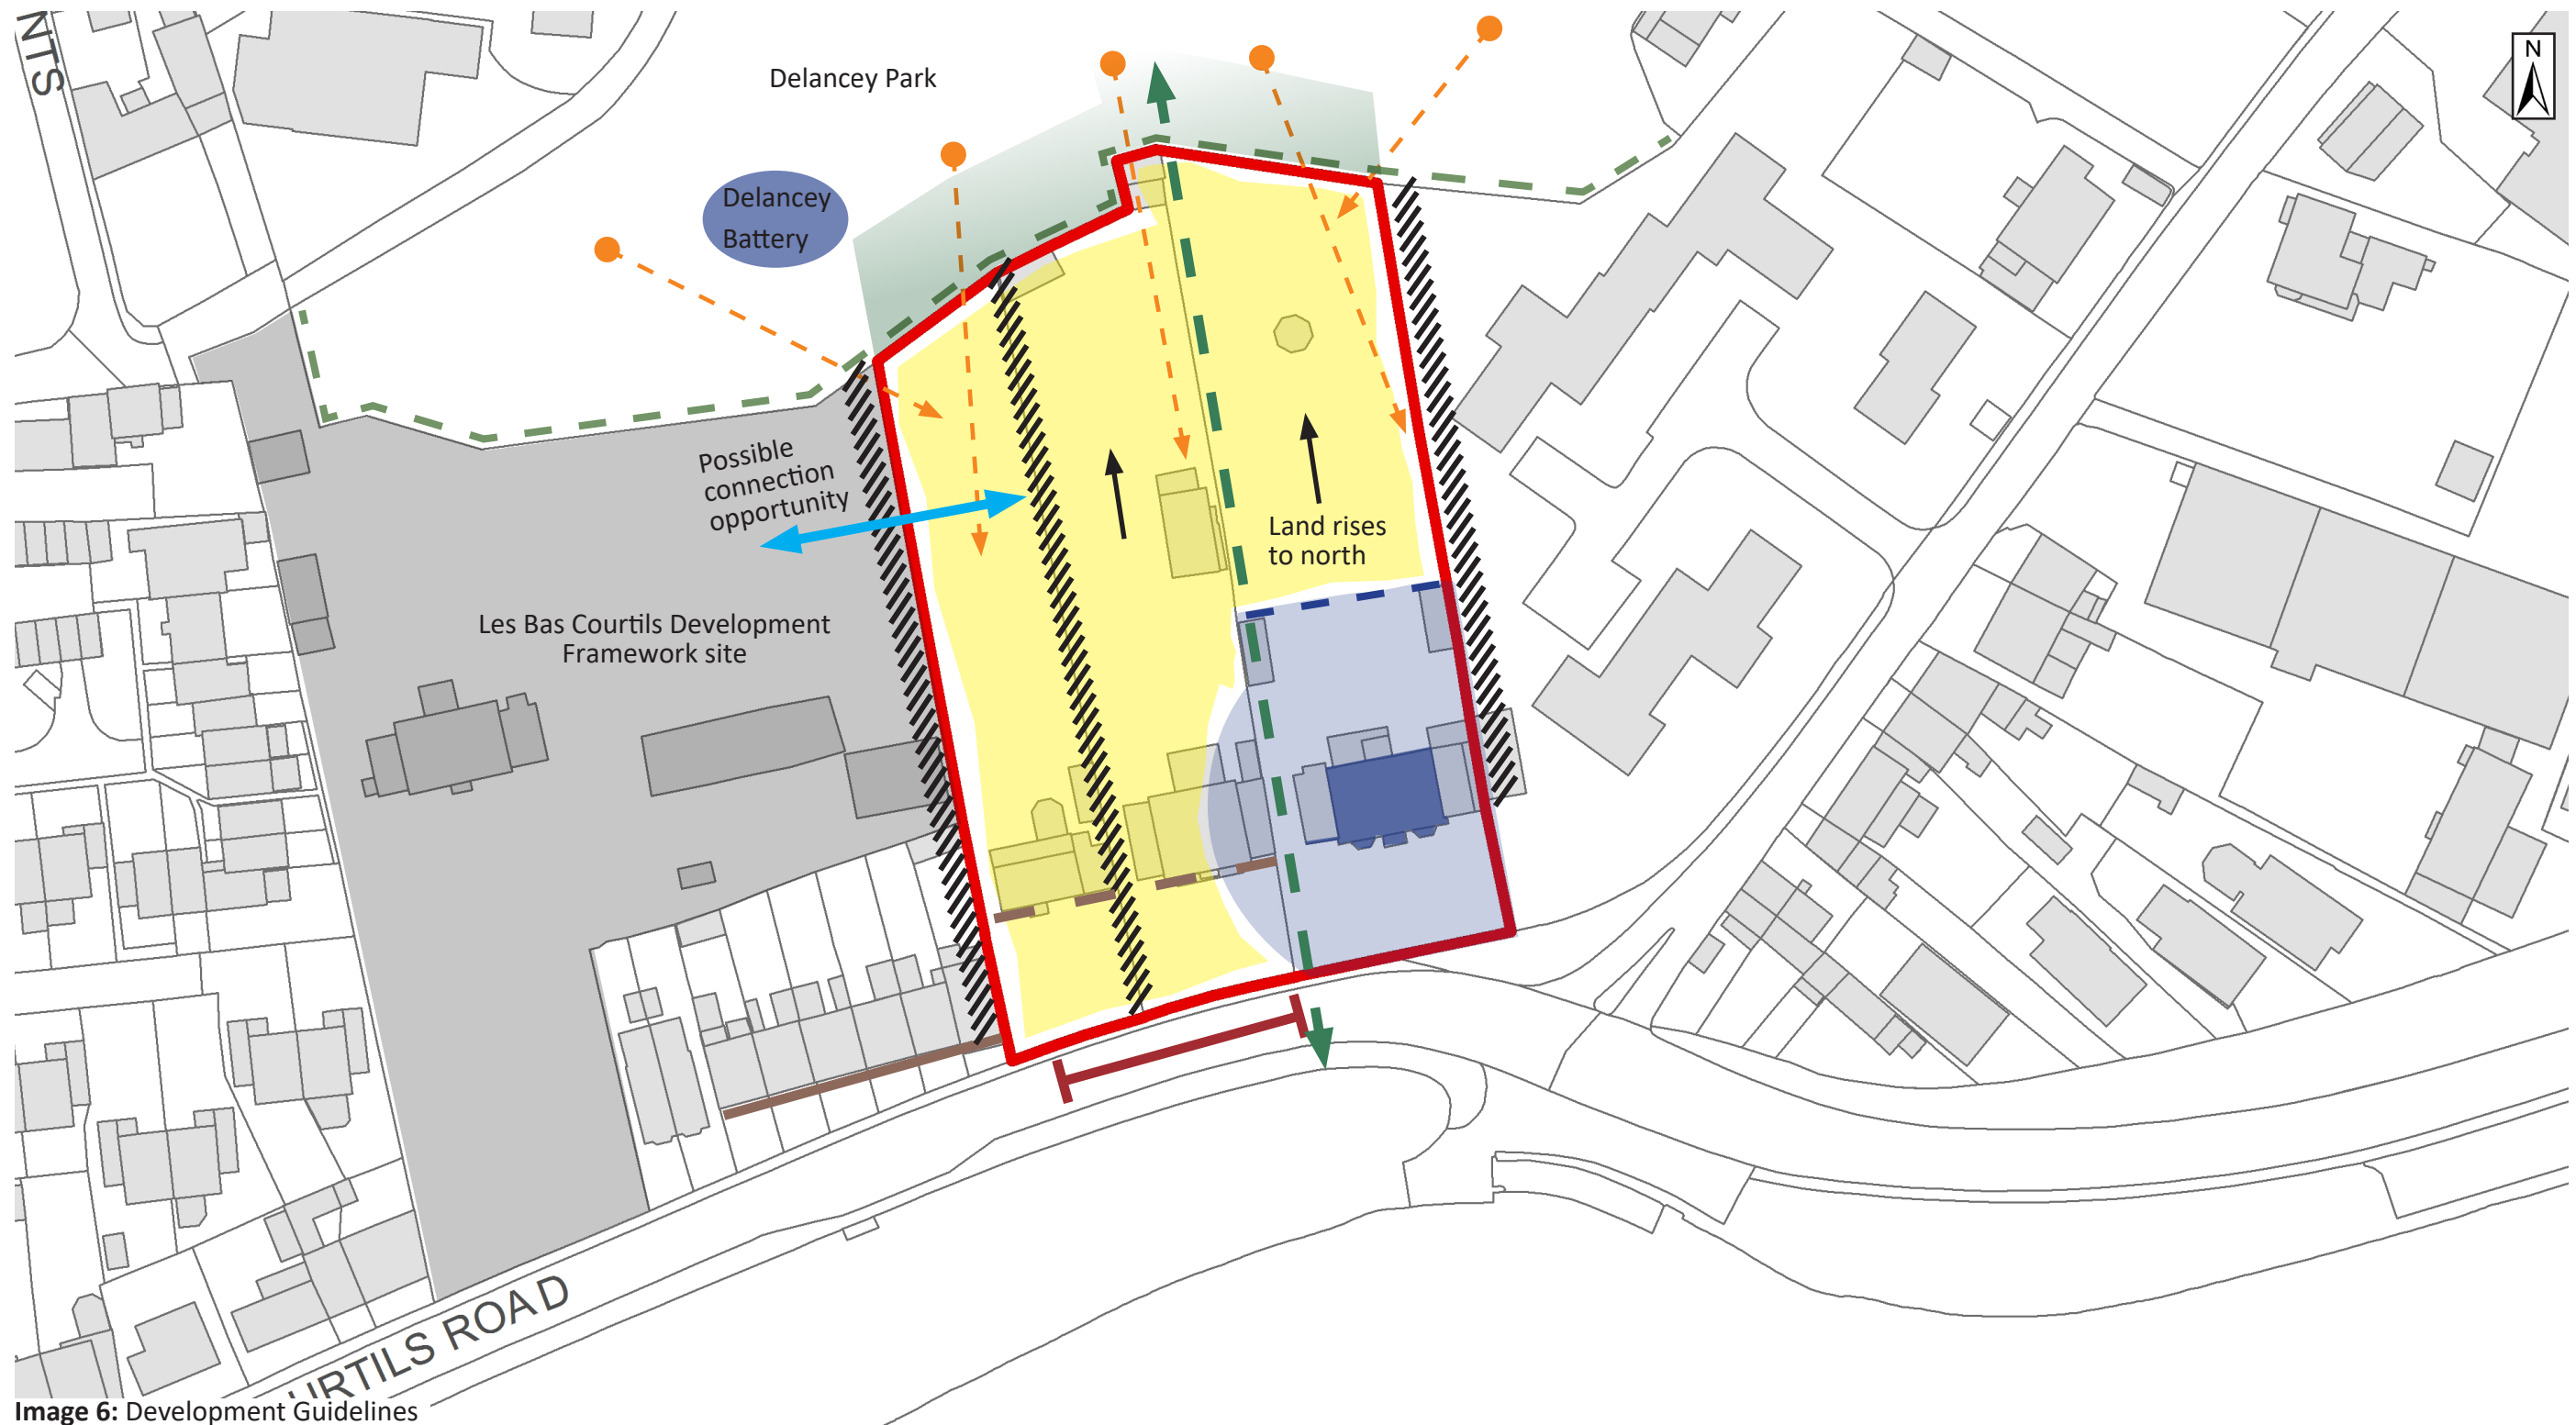 NTS
Delancey Park
N
Delancey
Battery
Possible
connection
opportunity
Land rises
to north
Les Bas Courtils Development
Framework site
URTILS ROAD
Image 6: Development Guidelines